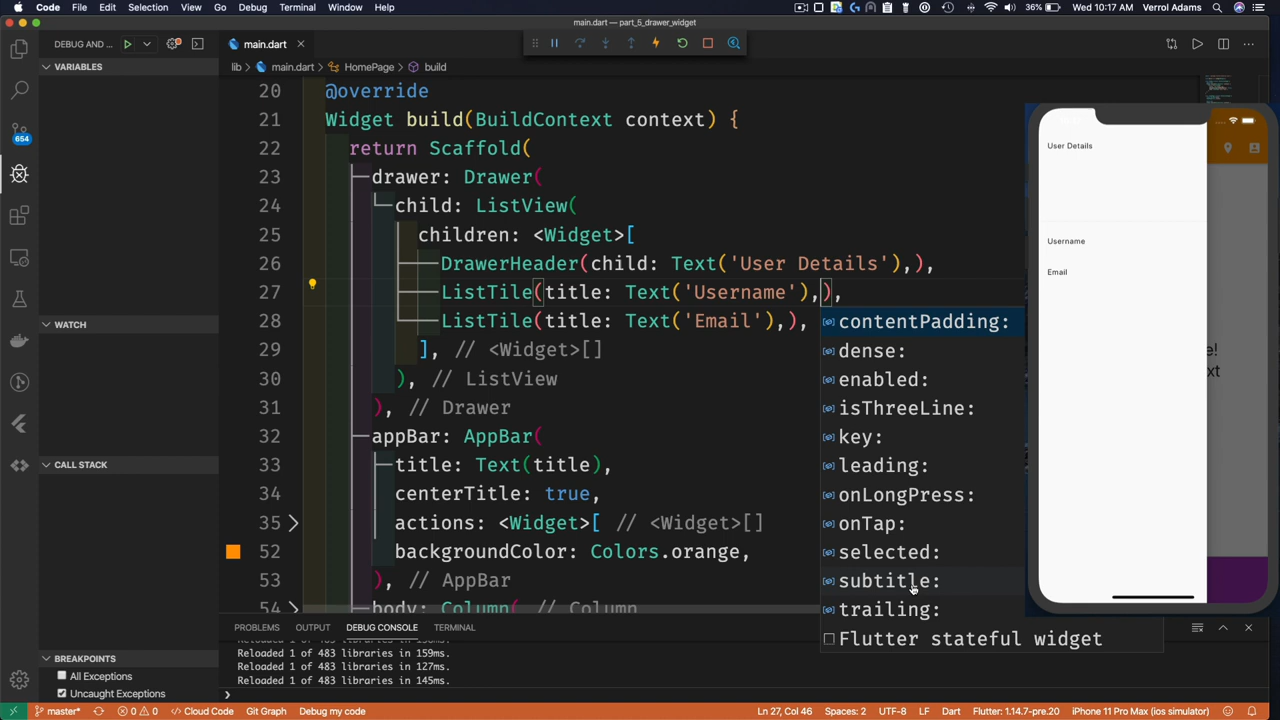 Code File Edit Selection View Go Debug Terminal Window Help
36% Wed 10:17 AM Verrol Adams
main.dart — part_5_drawer_widget
DEBUG AND ...
main.dart
lib main.dart HomePage build
VARIABLES
WATCH
CALL STACK
BREAKPOINTS
All Exceptions
Uncaught Exceptions
654
20 @override
21 Widget build(BuildContext context) {
22 return Scaffold(
23 drawer: Drawer(
24 child: ListView(
25 children: <Widget>[
26 DrawerHeader(child: Text('User Details'),),
27 ListTile(title: Text('Username'),),
28 ListTile(title: Text('Email'),),
29 ], // <Widget>[]
30 ), // ListView
31 ), // Drawer
32 appBar: AppBar(
33 title: Text(title),
34 centerTitle: true,
35 actions: <Widget>[ // <Widget>[]
52 backgroundColor: Colors.orange,
53 ), // AppBar
54 body: Column( // Column
contentPadding:
dense:
enabled:
isThreeLine:
key:
leading:
onLongPress:
onTap:
selected:
subtitle:
trailing:
Flutter stateful widget
User Details
Username
Email
PROBLEMS OUTPUT DEBUG CONSOLE TERMINAL
Reloaded 1 of 483 libraries in 159ms.
Reloaded 1 of 483 libraries in 127ms.
Reloaded 1 of 483 libraries in 145ms.
master* 0 0 Cloud Code Git Graph Debug my code Ln 27, Col 46 Spaces: 2 UTF-8 LF Dart Flutter: 1.14.7-pre.20 iPhone 11 Pro Max (ios simulator)